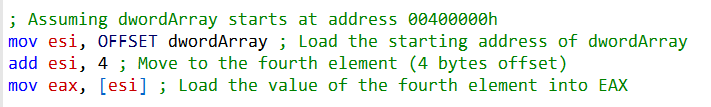 ; Assuming dwordArray starts at address 00400000h
mov esi, OFFSET dwordArray ; Load the starting address of dwordArray
add esi, 4 ; Move to the fourth element (4 bytes offset)
mov eax, [esi] ; Load the value of the fourth element into EAX